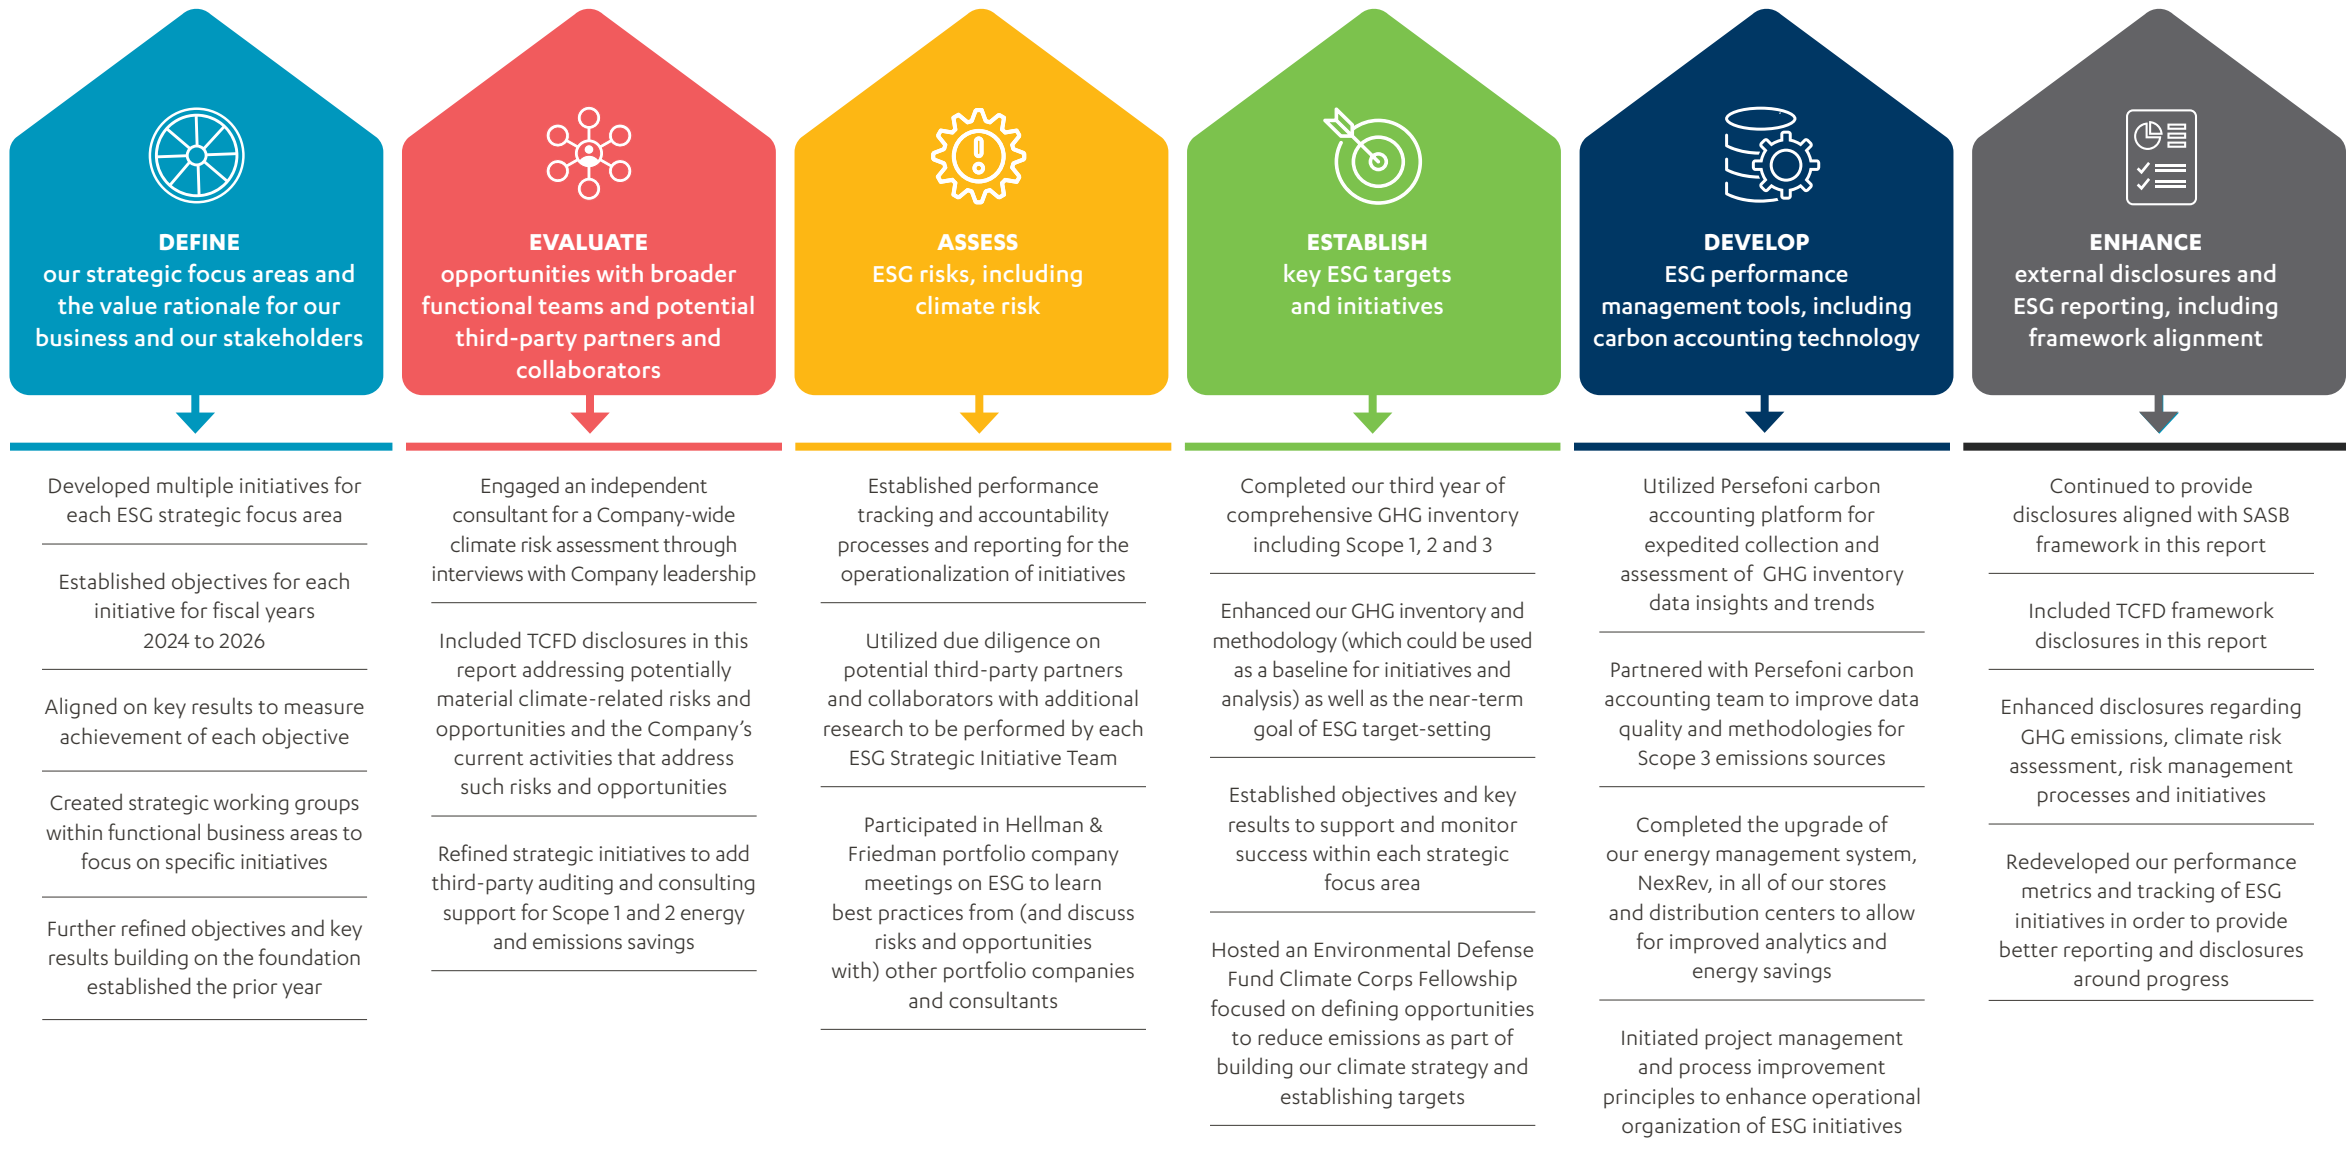 DEFINE
our strategic focus areas and
the value rationale for our
business and our stakeholders
Developed multiple initiatives for
each ESG strategic focus area
Established objectives for each
initiative for fiscal years
2024 to 2026
Aligned on key results to measure
achievement of each objective
Created strategic working groups
within functional business areas to
focus on specific initiatives
Further refined objectives and key
results building on the foundation
established the prior year
EVALUATE
opportunities with broader
functional teams and potential
third-party partners and
collaborators
Engaged an independent
consultant for a Company-wide
climate risk assessment through
interviews with Company leadership
Included TCFD disclosures in this
report addressing potentially
material climate-related risks and
opportunities and the Company’s
current activities that address
such risks and opportunities
Refined strategic initiatives to add
third-party auditing and consulting
support for Scope 1 and 2 energy
and emissions savings
ASSESS
ESG risks, including
climate risk
Established performance
tracking and accountability
processes and reporting for the
operationalization of initiatives
Utilized due diligence on
potential third-party partners
and collaborators with additional
research to be performed by each
ESG Strategic Initiative Team
Participated in Hellman &
Friedman portfolio company
meetings on ESG to learn
best practices from (and discuss
risks and opportunities
with) other portfolio companies
and consultants
ESTABLISH
key ESG targets
and initiatives
Completed our third year of
comprehensive GHG inventory
including Scope 1, 2 and 3
Enhanced our GHG inventory and
methodology (which could be used
as a baseline for initiatives and
analysis) as well as the near-term
goal of ESG target-setting
Established objectives and key
results to support and monitor
success within each strategic
focus area
Hosted an Environmental Defense
Fund Climate Corps Fellowship
focused on defining opportunities
to reduce emissions as part of
building our climate strategy and
establishing targets
DEVELOP
ESG performance
management tools, including
carbon accounting technology
Utilized Persefoni carbon
accounting platform for
expedited collection and
assessment of GHG inventory
data insights and trends
Partnered with Persefoni carbon
accounting team to improve data
quality and methodologies for
Scope 3 emissions sources
Completed the upgrade of
our energy management system,
NexRev, in all of our stores
and distribution centers to allow
for improved analytics and
energy savings
Initiated project management
and process improvement
principles to enhance operational
organization of ESG initiatives
ENHANCE
external disclosures and
ESG reporting, including
framework alignment
Continued to provide
disclosures aligned with SASB
framework in this report
Included TCFD framework
disclosures in this report
Enhanced disclosures regarding
GHG emissions, climate risk
assessment, risk management
processes and initiatives
Redeveloped our performance
metrics and tracking of ESG
initiatives in order to provide
better reporting and disclosures
around progress